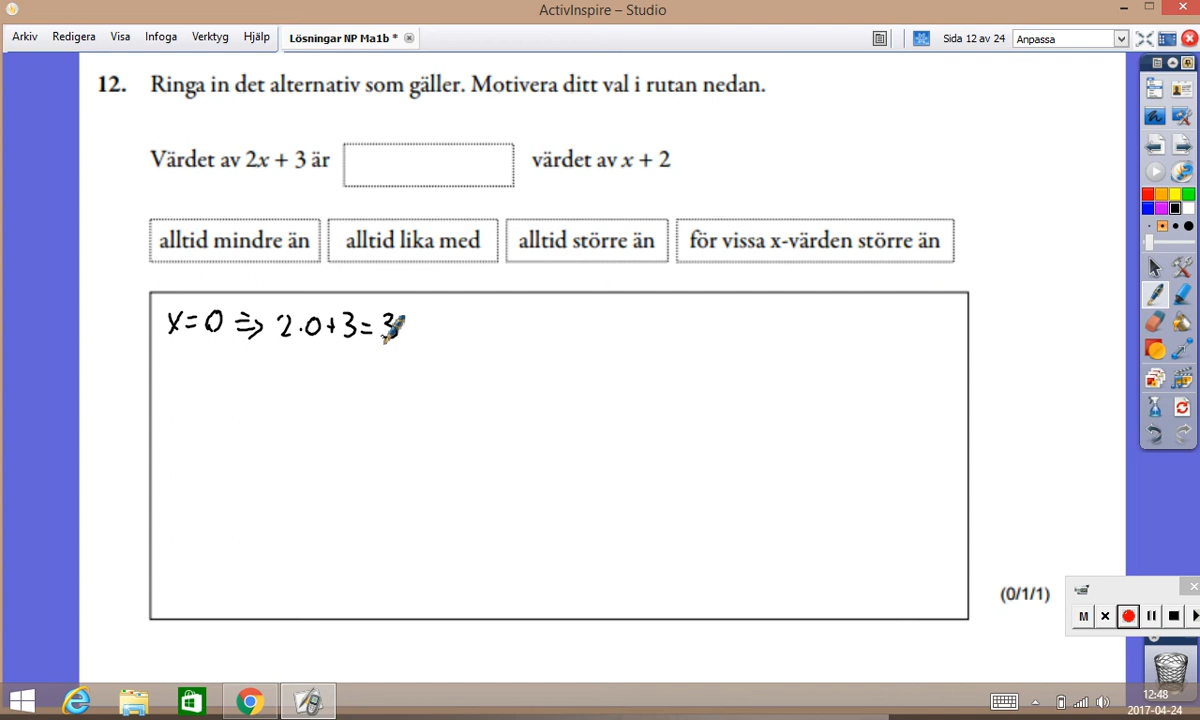 ActivInspire – Studio
Arkiv Redigera Visa Infoga Verktyg Hjälp Lösningar NP Ma1b * Sida 12 av 24 Anpassa
12. Ringa in det alternativ som gäller. Motivera ditt val i rutan nedan.
Värdet av 2x + 3 är värdet av x + 2
alltid mindre än alltid lika med alltid större än för vissa x-värden större än
x=0 ⇒ 2·0+3=3
(0/1/1)
M
12:48
2017-04-24